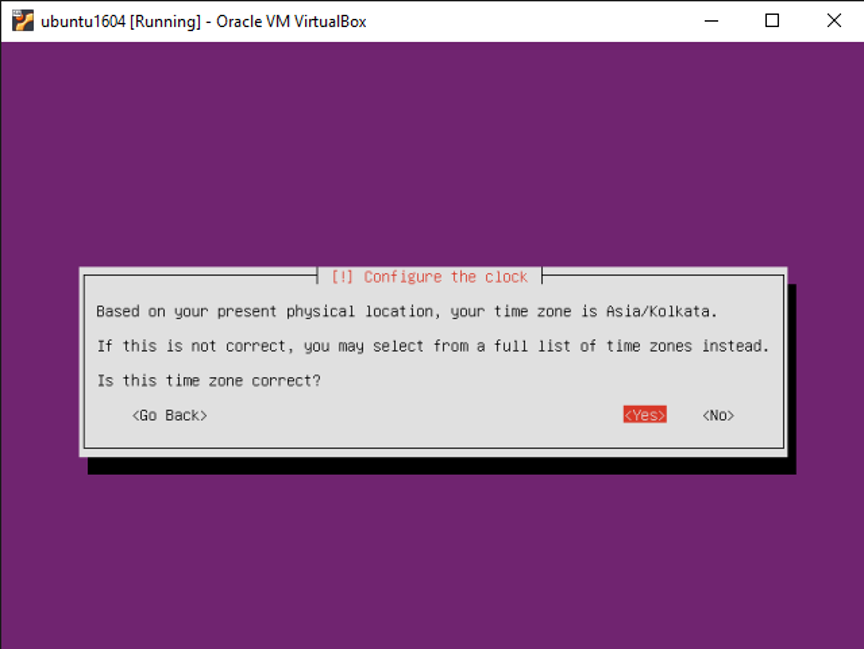 ubuntu1604 [Running] - Oracle VM VirtualBox
[!] Configure the clock
Based on your present physical location, your time zone is Asia/Kolkata.
If this is not correct, you may select from a full list of time zones instead.
Is this time zone correct?
<Go Back> <Yes> <No>